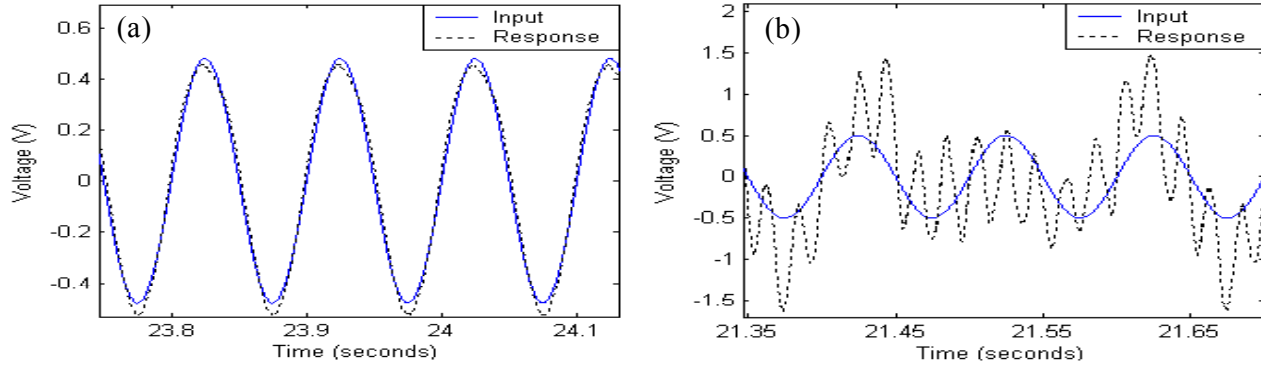 (a)
Input
Response
Voltage (V)
0.6
0.4
0.2
0
-0.2
-0.4
23.8
23.9
24
24.1
Time (seconds)
(b)
Input
Response
Voltage (V)
2
1.5
1
0.5
0
-0.5
-1
-1.5
21.35
21.45
21.55
21.65
Time (seconds)